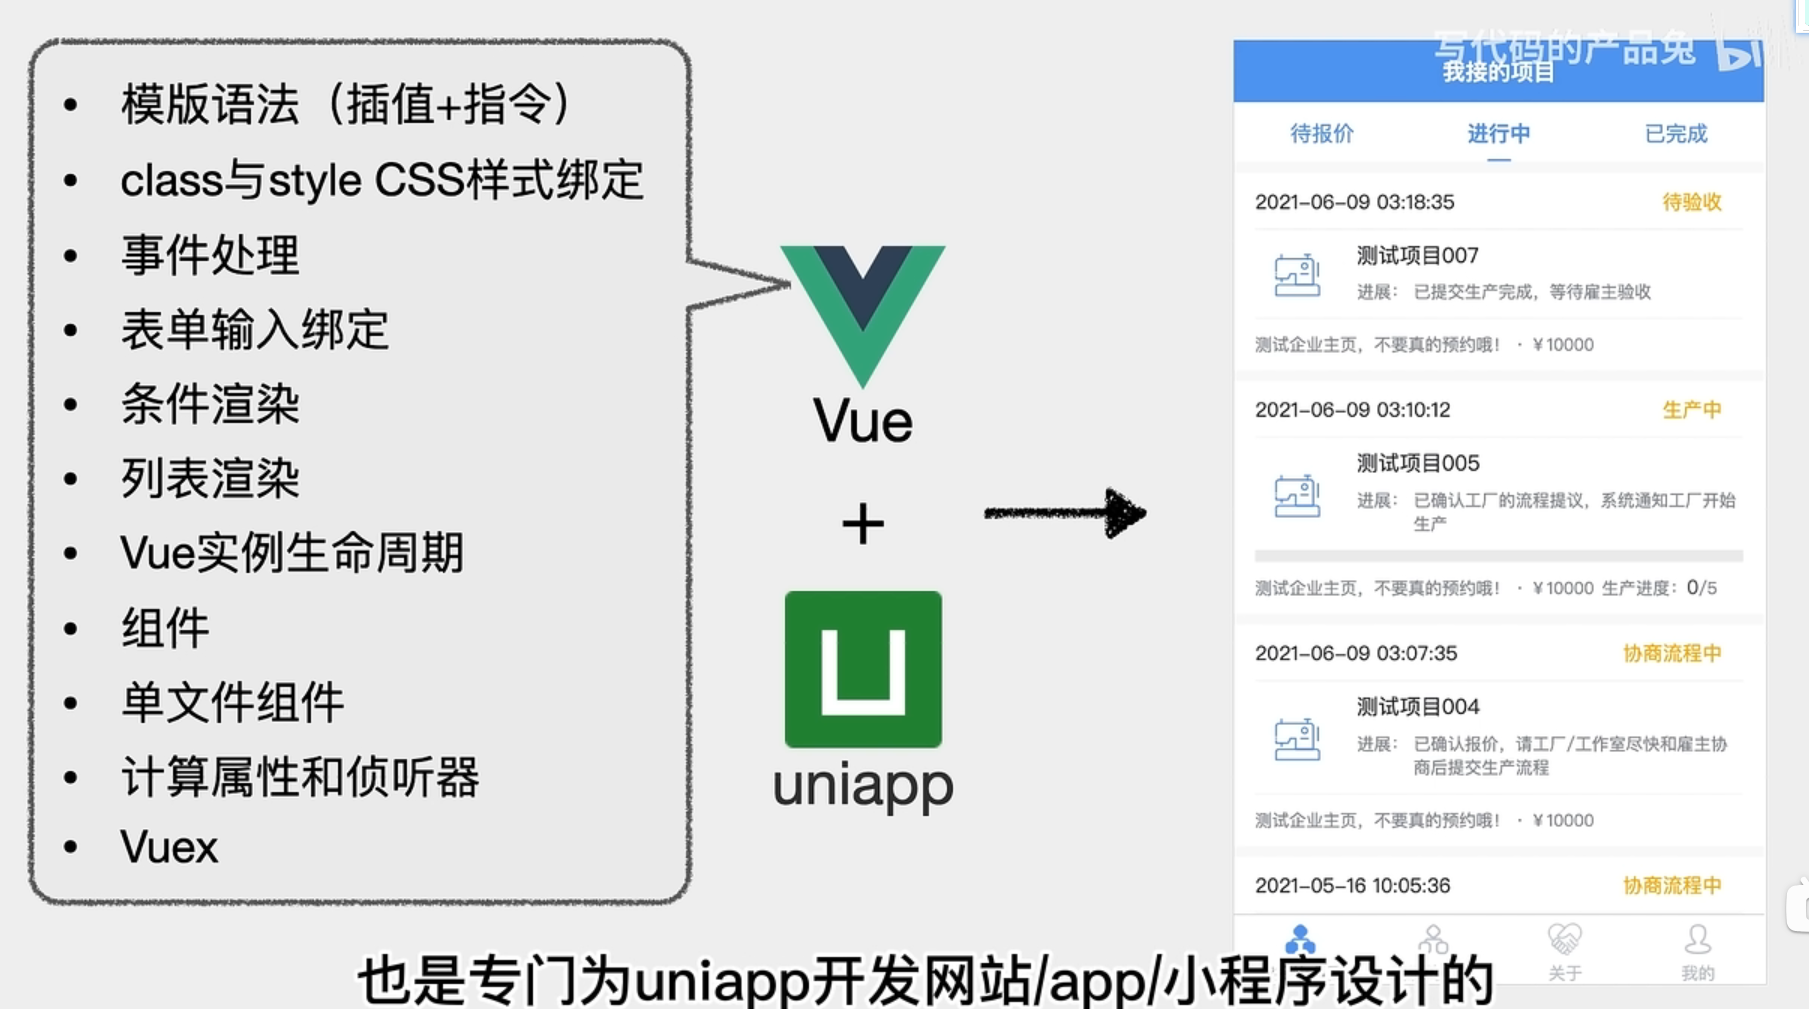 模版语法（插值+指令）
class与style CSS样式绑定
事件处理
表单输入绑定
条件渲染
列表渲染
Vue实例生命周期
组件
单文件组件
计算属性和侦听器
Vuex
Vue
+
uniapp
写代码的产品兔
我接的项目
待报价 进行中 已完成
2021-06-09 03:18:35 待验收
测试项目007
进展： 已提交生产完成，等待雇主验收
测试企业主页，不要真的预约哦！ · ¥10000
2021-06-09 03:10:12 生产中
测试项目005
进展： 已确认工厂的流程提议，系统通知工厂开始
生产
测试企业主页，不要真的预约哦！ · ¥10000 生产进度：0/5
2021-06-09 03:07:35 协商流程中
测试项目004
进展： 已确认报价，请工厂/工作室尽快和雇主协
商后提交生产流程
测试企业主页，不要真的预约哦！ · ¥10000
2021-05-16 10:05:36 协商流程中
关于 我的
也是专门为uniapp开发网站/app/小程序设计的